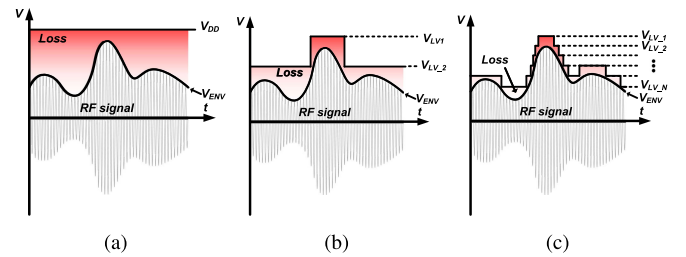 V
V_DD
Loss
V_ENV
t
RF signal
(a)
V
V_LV1
V_LV_2
Loss
V_ENV
t
RF signal
(b)
V
V_LV_1
V_LV_2
Loss
V_LV_N
V_ENV
t
RF signal
(c)